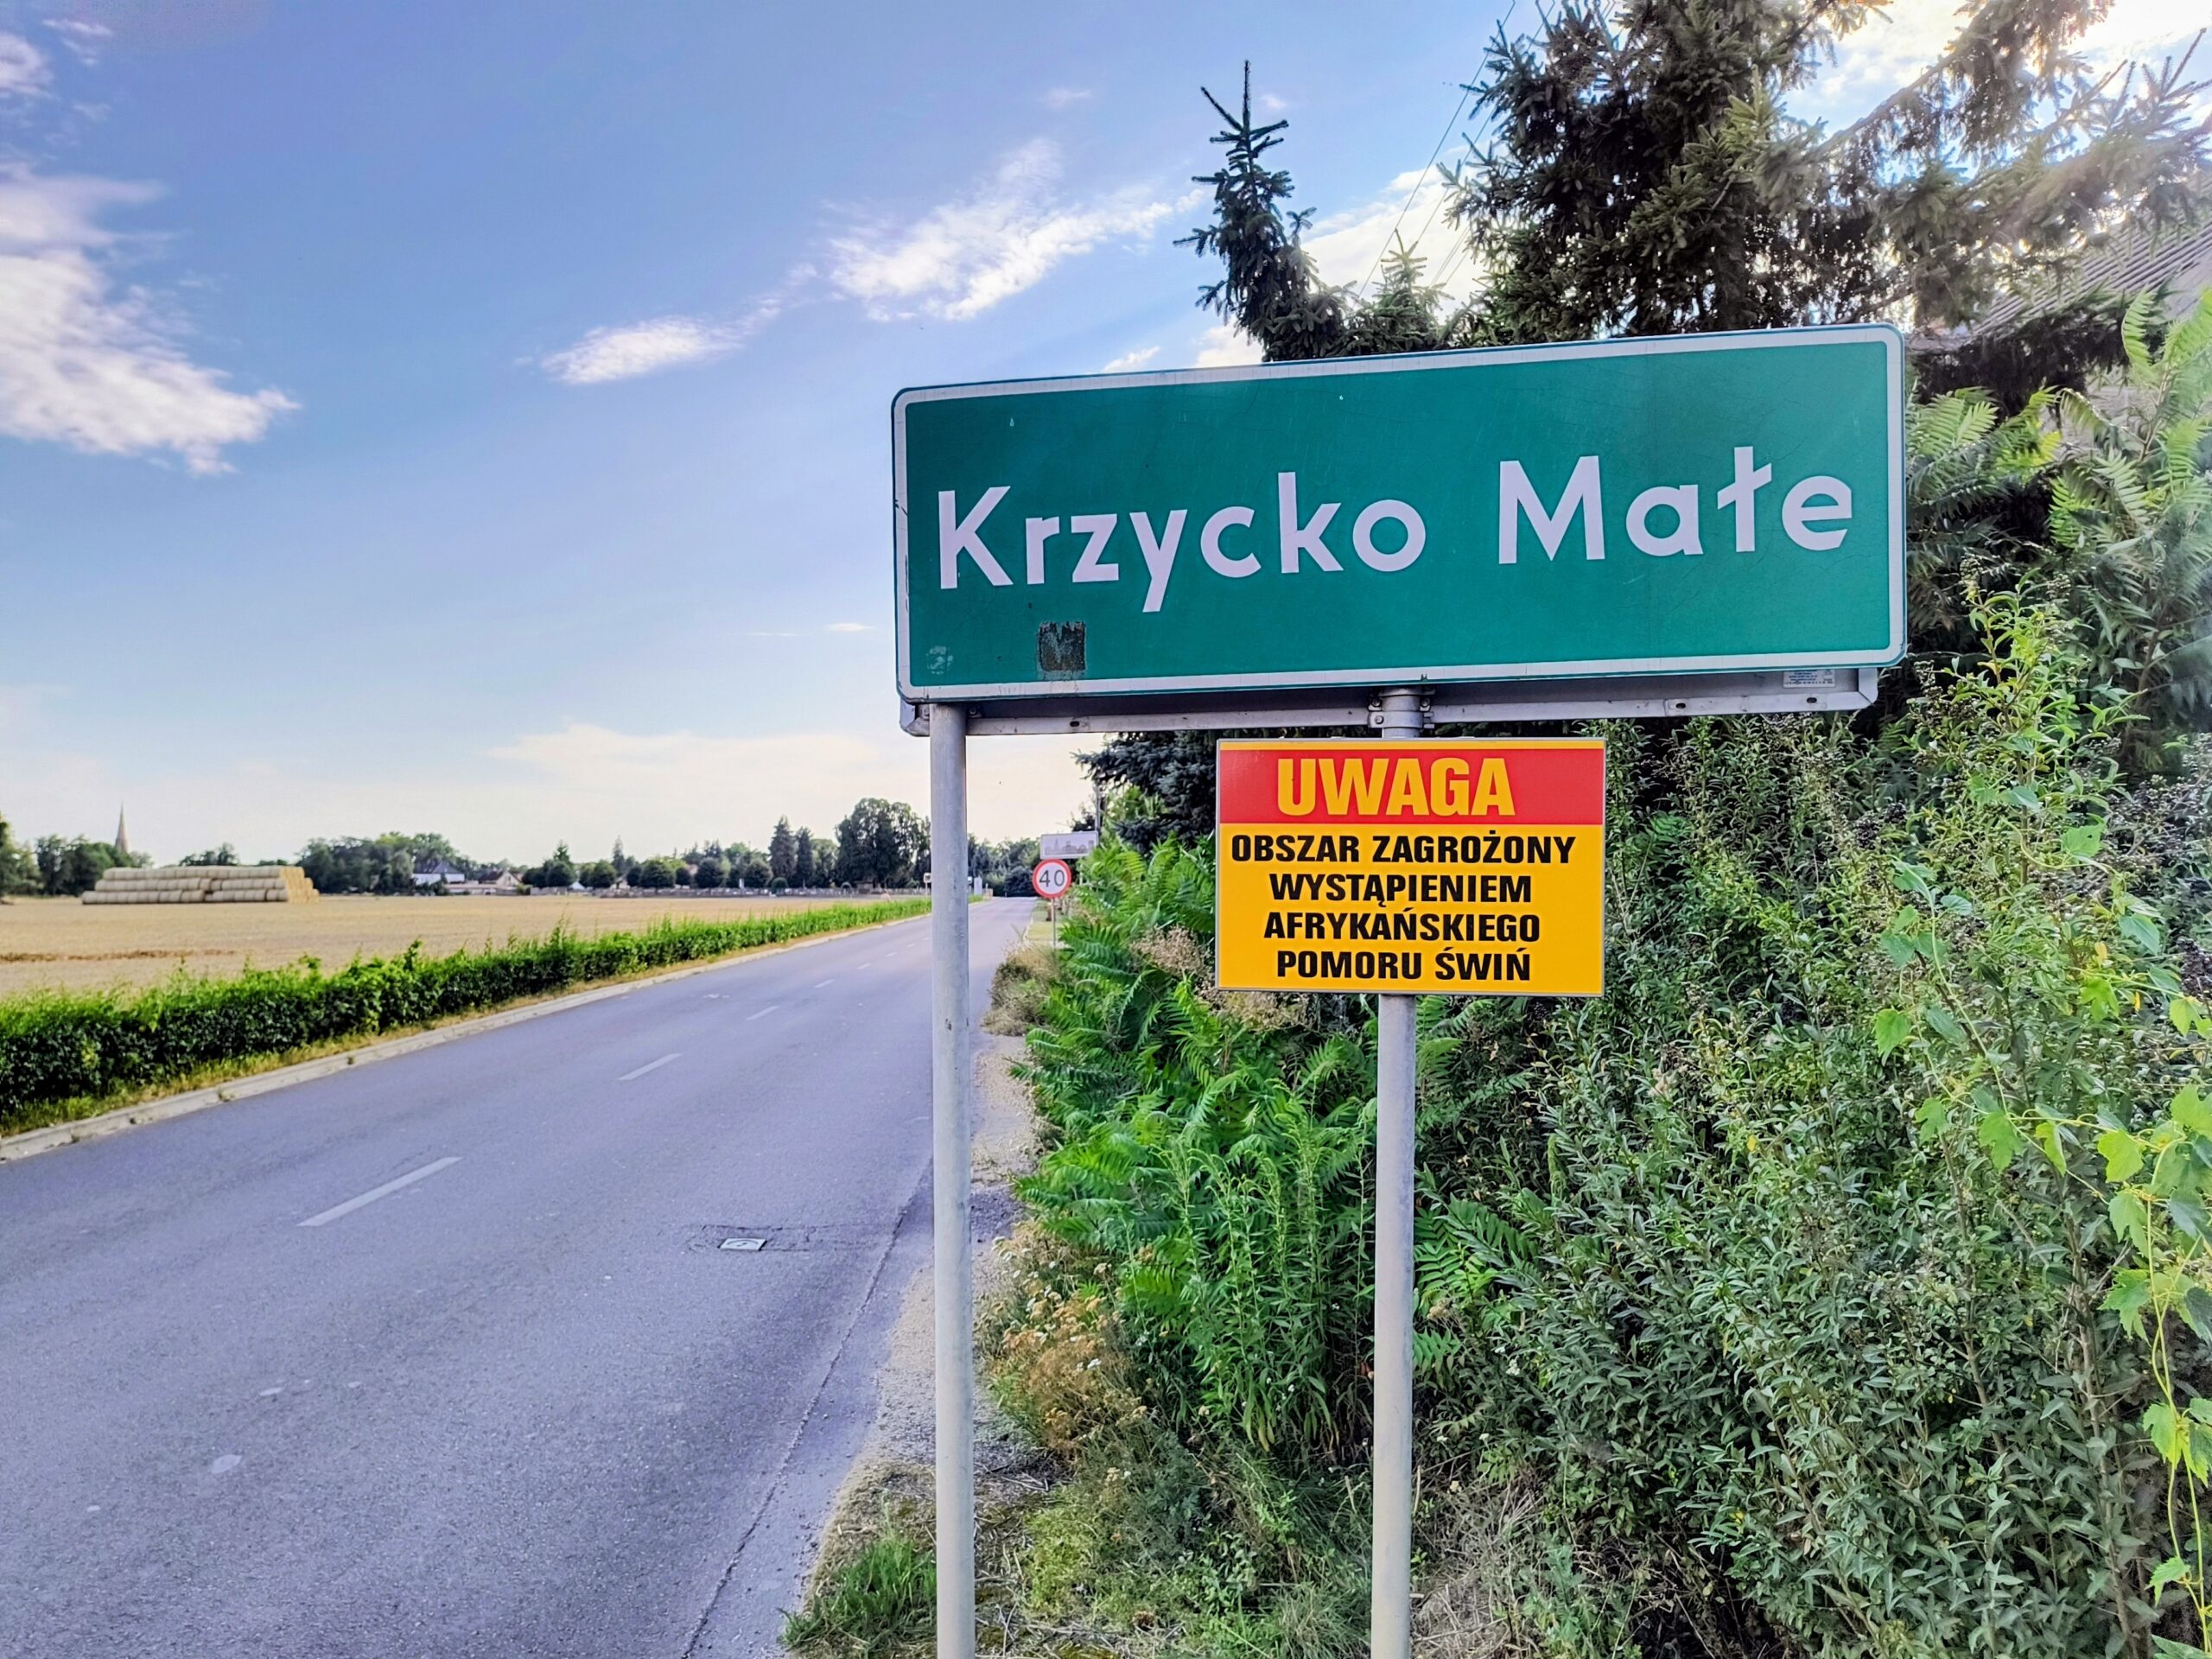 Krzycko Małe
UWAGA
OBSZAR ZAGROŻONY
WYSTĄPIENIEM
AFRYKAŃSKIEGO
POMORU ŚWIŃ
40